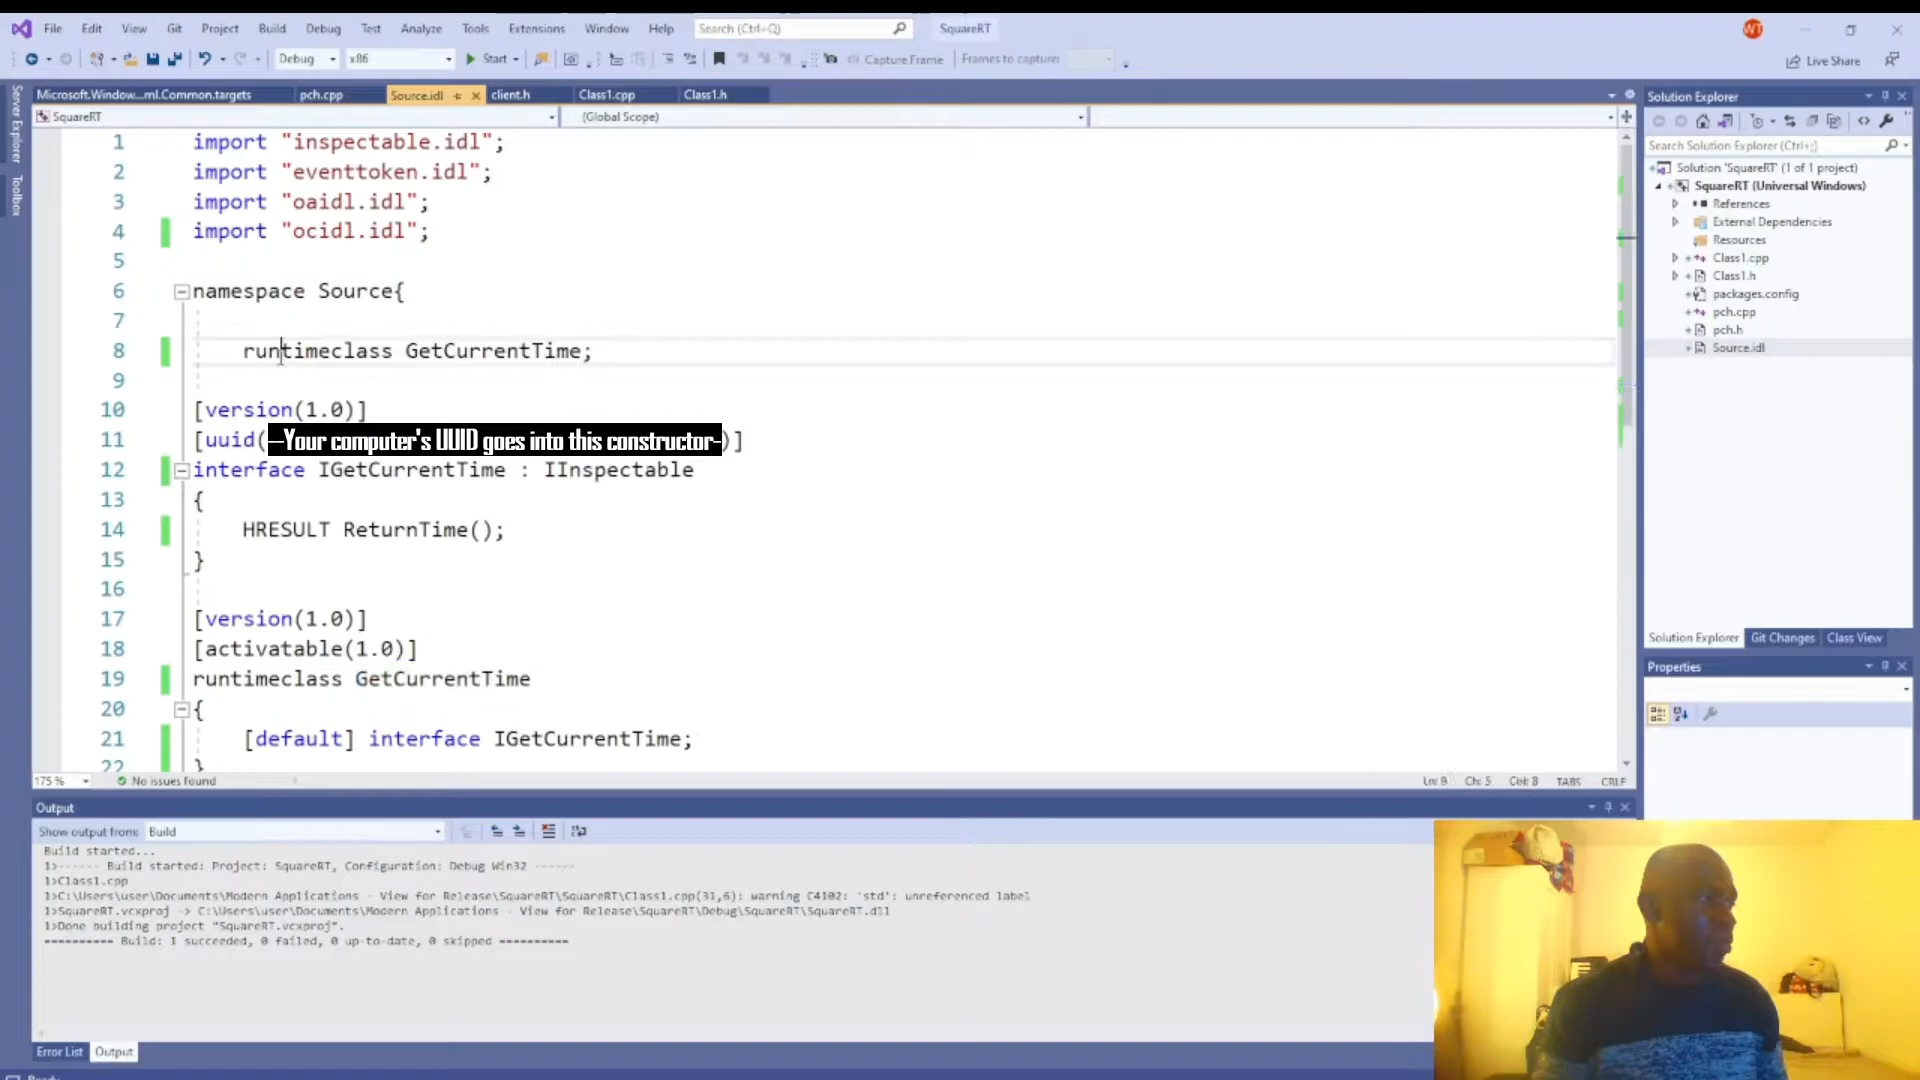 File Edit View Git Project Build Debug Test Analyze Tools Extensions Window Help Search (Ctrl+Q) SquareRT WT
Debug x86 Start Capture Frame Frames to capture: Live Share
Microsoft.Window...ml.Common.targets pch.cpp Source.idl client.h Class1.cpp Class1.h
SquareRT (Global Scope)
Server Explorer
Toolbox
1 import "inspectable.idl";
2 import "eventtoken.idl";
3 import "oaidl.idl";
4 import "ocidl.idl";
5
6 namespace Source{
7
8 runtimeclass GetCurrentTime;
9
10 [version(1.0)]
11 [uuid(—Your computer's UUID goes into this constructor-)]
12 interface IGetCurrentTime : IInspectable
13 {
14 HRESULT ReturnTime();
15 }
16
17 [version(1.0)]
18 [activatable(1.0)]
19 runtimeclass GetCurrentTime
20 {
21 [default] interface IGetCurrentTime;
22 }
175 % No issues found Ln: 8 Ch: 5 Col: 8 TABS CRLF
Output
Show output from: Build
Build started...
1>------ Build started: Project: SquareRT, Configuration: Debug Win32 ------
1>Class1.cpp
1>C:\Users\user\Documents\Modern Applications - View for Release\SquareRT\SquareRT\Class1.cpp(31,6): warning C4102: 'std': unreferenced label
1>SquareRT.vcxproj -> C:\Users\user\Documents\Modern Applications - View for Release\SquareRT\Debug\SquareRT\SquareRT.dll
1>Done building project "SquareRT.vcxproj".
========== Build: 1 succeeded, 0 failed, 0 up-to-date, 0 skipped ==========
Error List Output
Solution Explorer
Search Solution Explorer (Ctrl+;)
Solution 'SquareRT' (1 of 1 project)
SquareRT (Universal Windows)
References
External Dependencies
Resources
Class1.cpp
Class1.h
packages.config
pch.cpp
pch.h
Source.idl
Solution Explorer Git Changes Class View
Properties